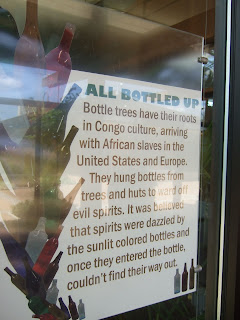 ALL BOTTLED UP
Bottle trees have their roots
in Congo culture, arriving
with African slaves in the
United States and Europe.
They hung bottles from
trees and huts to ward off
evil spirits. It was believed
that spirits were dazzled by
the sunlit colored bottles and
once they entered the bottle,
couldn't find their way out.